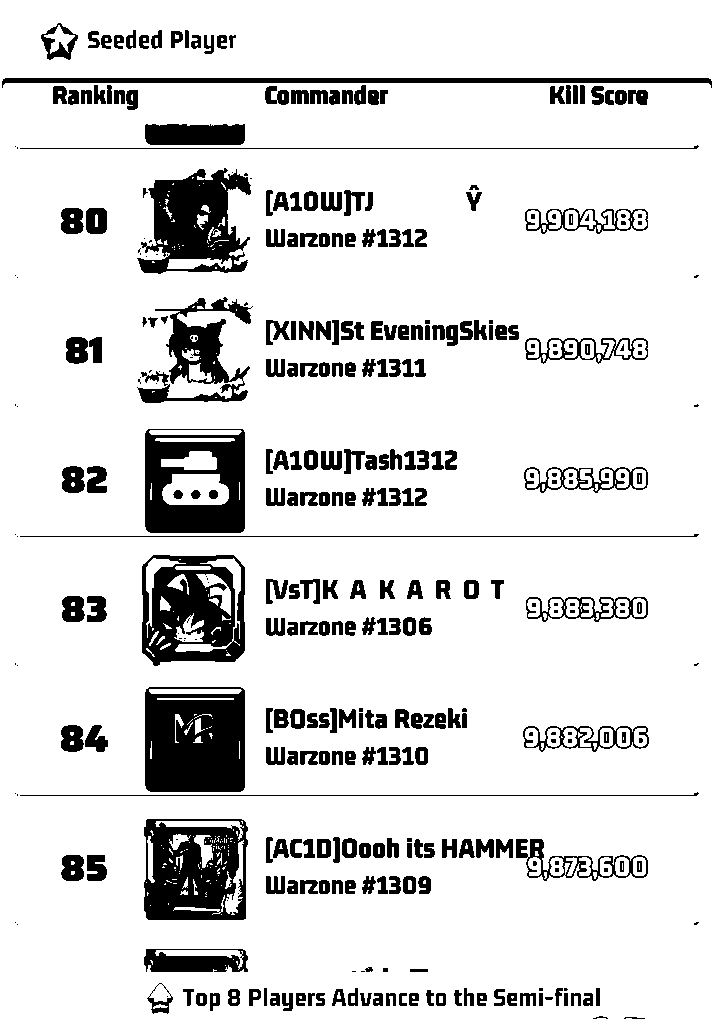 Seeded Player
Ranking Commander Kill Score
80 [A1OW]TJ Ŷ 9,904,188
Warzone #1312
81 [XINN]St EveningSkies 9,890,748
Warzone #1311
82 [A1OW]Tash1312 9,885,990
Warzone #1312
83 [VsT]K A K A R O T 9,883,380
Warzone #1306
84 [BOss]Mita Rezeki 9,882,006
Warzone #1310
85 [AC1D]Oooh its HAMMER 9,873,600
Warzone #1309
Top 8 Players Advance to the Semi-final